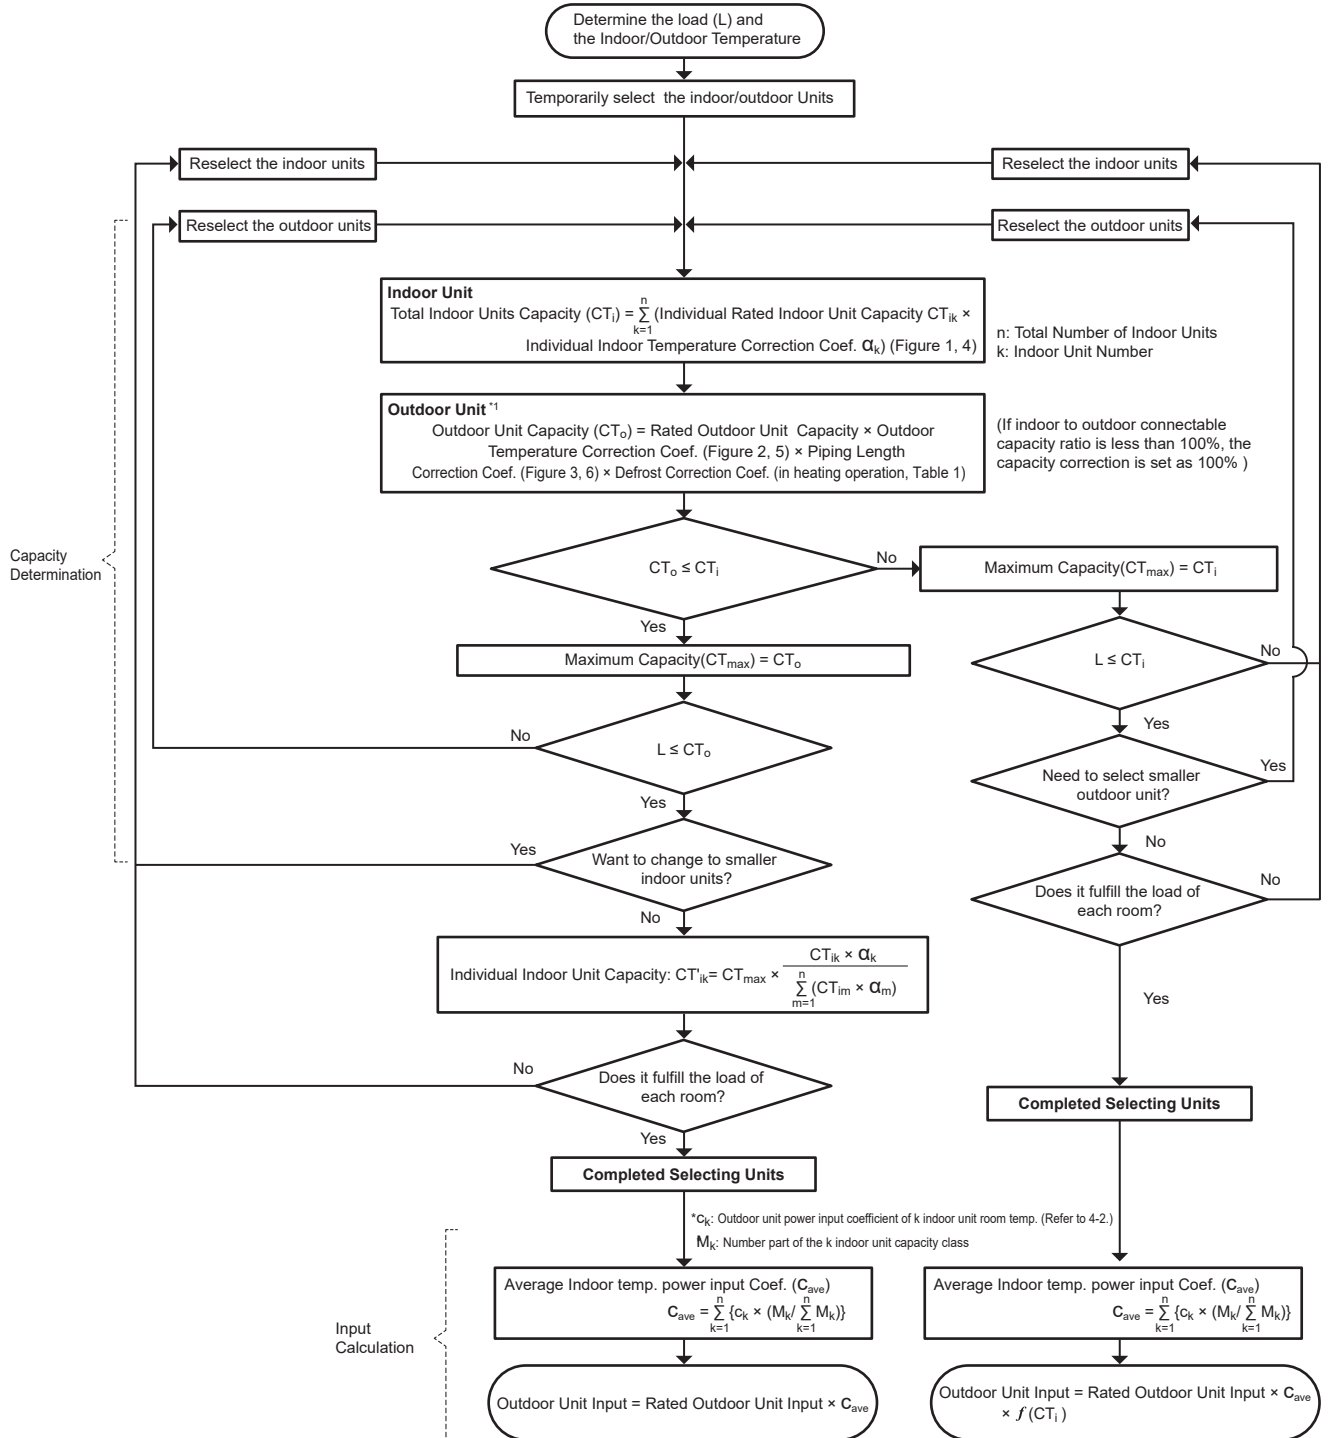 Determine the load (L) and
the Indoor/Outdoor Temperature
Temporarily select the indoor/outdoor Units
Reselect the indoor units
Reselect the indoor units
Reselect the outdoor units
Reselect the outdoor units
Indoor Unit
Total Indoor Units Capacity (CTi) = n∑k=1 (Individual Rated Indoor Unit Capacity CTik ×
Individual Indoor Temperature Correction Coef. αk) (Figure 1, 4)
n: Total Number of Indoor Units
k: Indoor Unit Number
Outdoor Unit *1
Outdoor Unit Capacity (CTo) = Rated Outdoor Unit Capacity × Outdoor
Temperature Correction Coef. (Figure 2, 5) × Piping Length
Correction Coef. (Figure 3, 6) × Defrost Correction Coef. (in heating operation, Table 1)
(If indoor to outdoor connectable
capacity ratio is less than 100%, the
capacity correction is set as 100% )
Capacity
Determination
CTo ≤ CTi
No
Maximum Capacity(CTmax) = CTi
Yes
Maximum Capacity(CTmax) = CTo
L ≤ CTi
No
Yes
No
L ≤ CTo
Need to select smaller
outdoor unit?
Yes
Yes
No
Yes
Want to change to smaller
indoor units?
Does it fulfill the load of
each room?
No
No
Individual Indoor Unit Capacity: CT'ik= CTmax ×
CTik × αk
n∑m=1 (CTim × αm)
Yes
No
Does it fulfill the load of
each room?
Completed Selecting Units
Yes
Completed Selecting Units
*ck: Outdoor unit power input coefficient of k indoor unit room temp. (Refer to 4-2.)
Mk: Number part of the k indoor unit capacity class
Average Indoor temp. power input Coef. (Cave)
Cave = n∑k=1 {ck × (Mk/ n∑k=1 Mk)}
Average Indoor temp. power input Coef. (Cave)
Cave = n∑k=1 {ck × (Mk/ n∑k=1 Mk)}
Input
Calculation
Outdoor Unit Input = Rated Outdoor Unit Input × Cave
Outdoor Unit Input = Rated Outdoor Unit Input × Cave
× f (CTi )